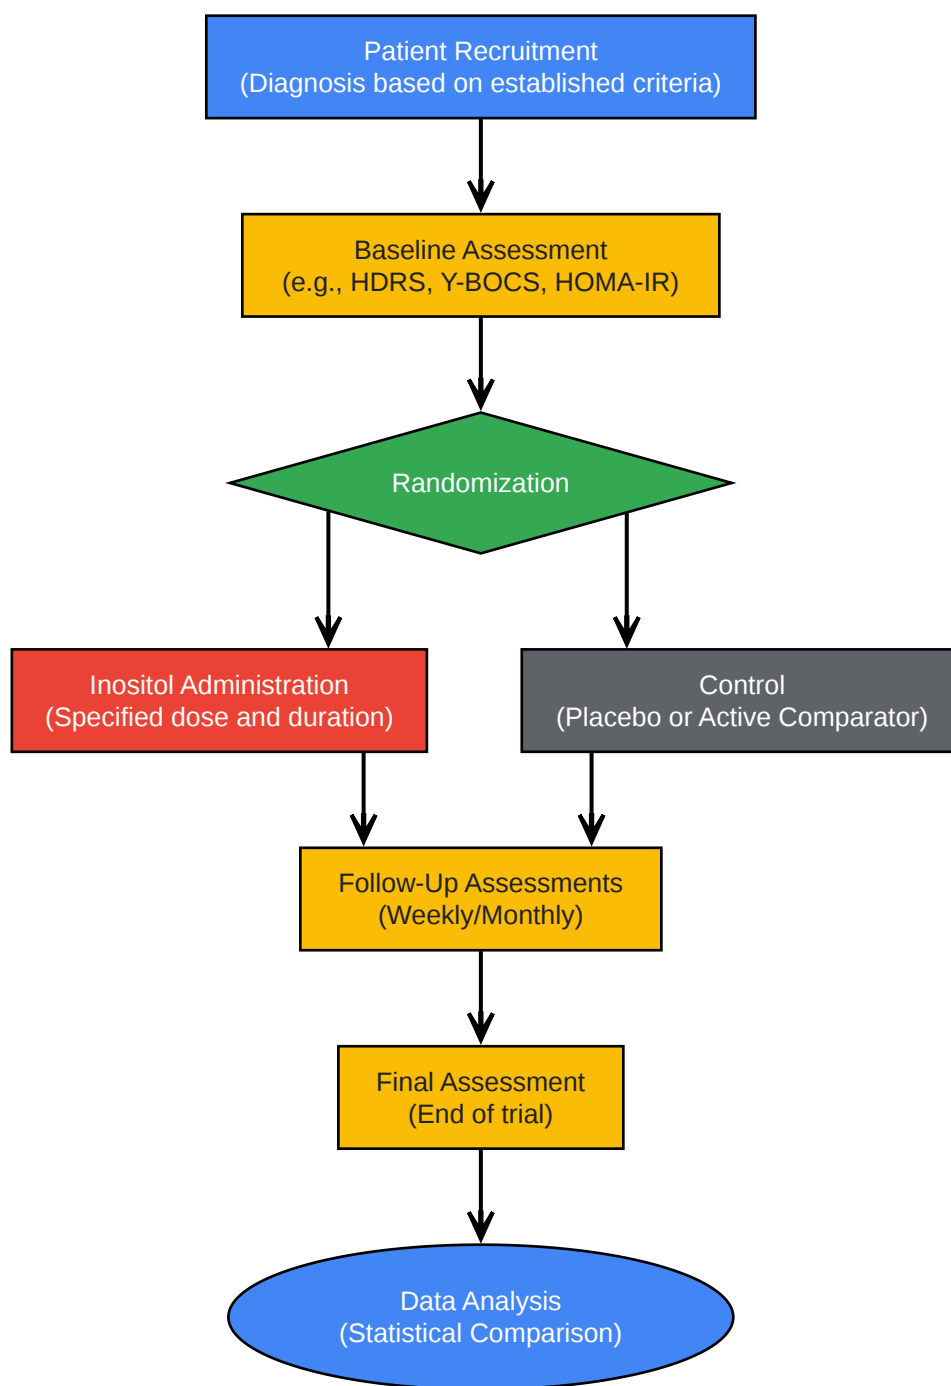 Patient Recruitment
(Diagnosis based on established criteria)
Baseline Assessment
(e.g., HDRS, Y-BOCS, HOMA-IR)
Randomization
Inositol Administration
(Specified dose and duration)
Control
(Placebo or Active Comparator)
Follow-Up Assessments
(Weekly/Monthly)
Final Assessment
(End of trial)
Data Analysis
(Statistical Comparison)